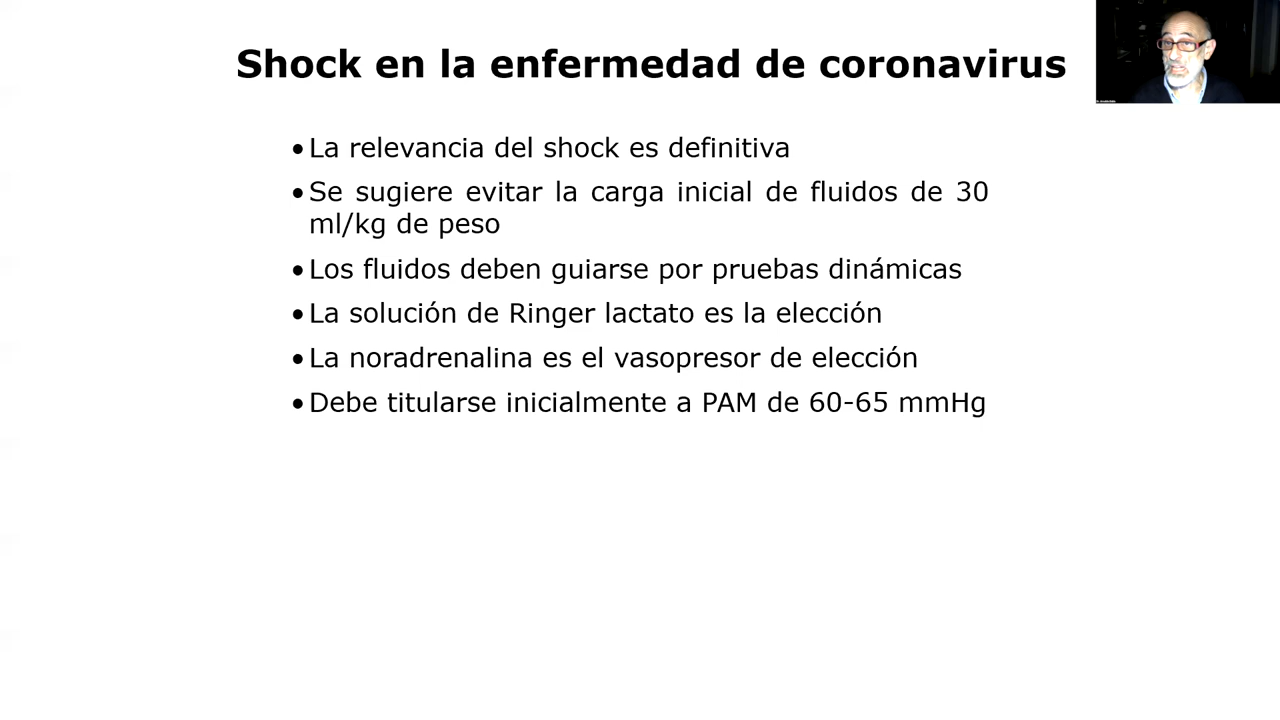 Shock en la enfermedad de coronavirus
• La relevancia del shock es definitiva
• Se sugiere evitar la carga inicial de fluidos de 30
ml/kg de peso
• Los fluidos deben guiarse por pruebas dinámicas
• La solución de Ringer lactato es la elección
• La noradrenalina es el vasopresor de elección
• Debe titularse inicialmente a PAM de 60-65 mmHg